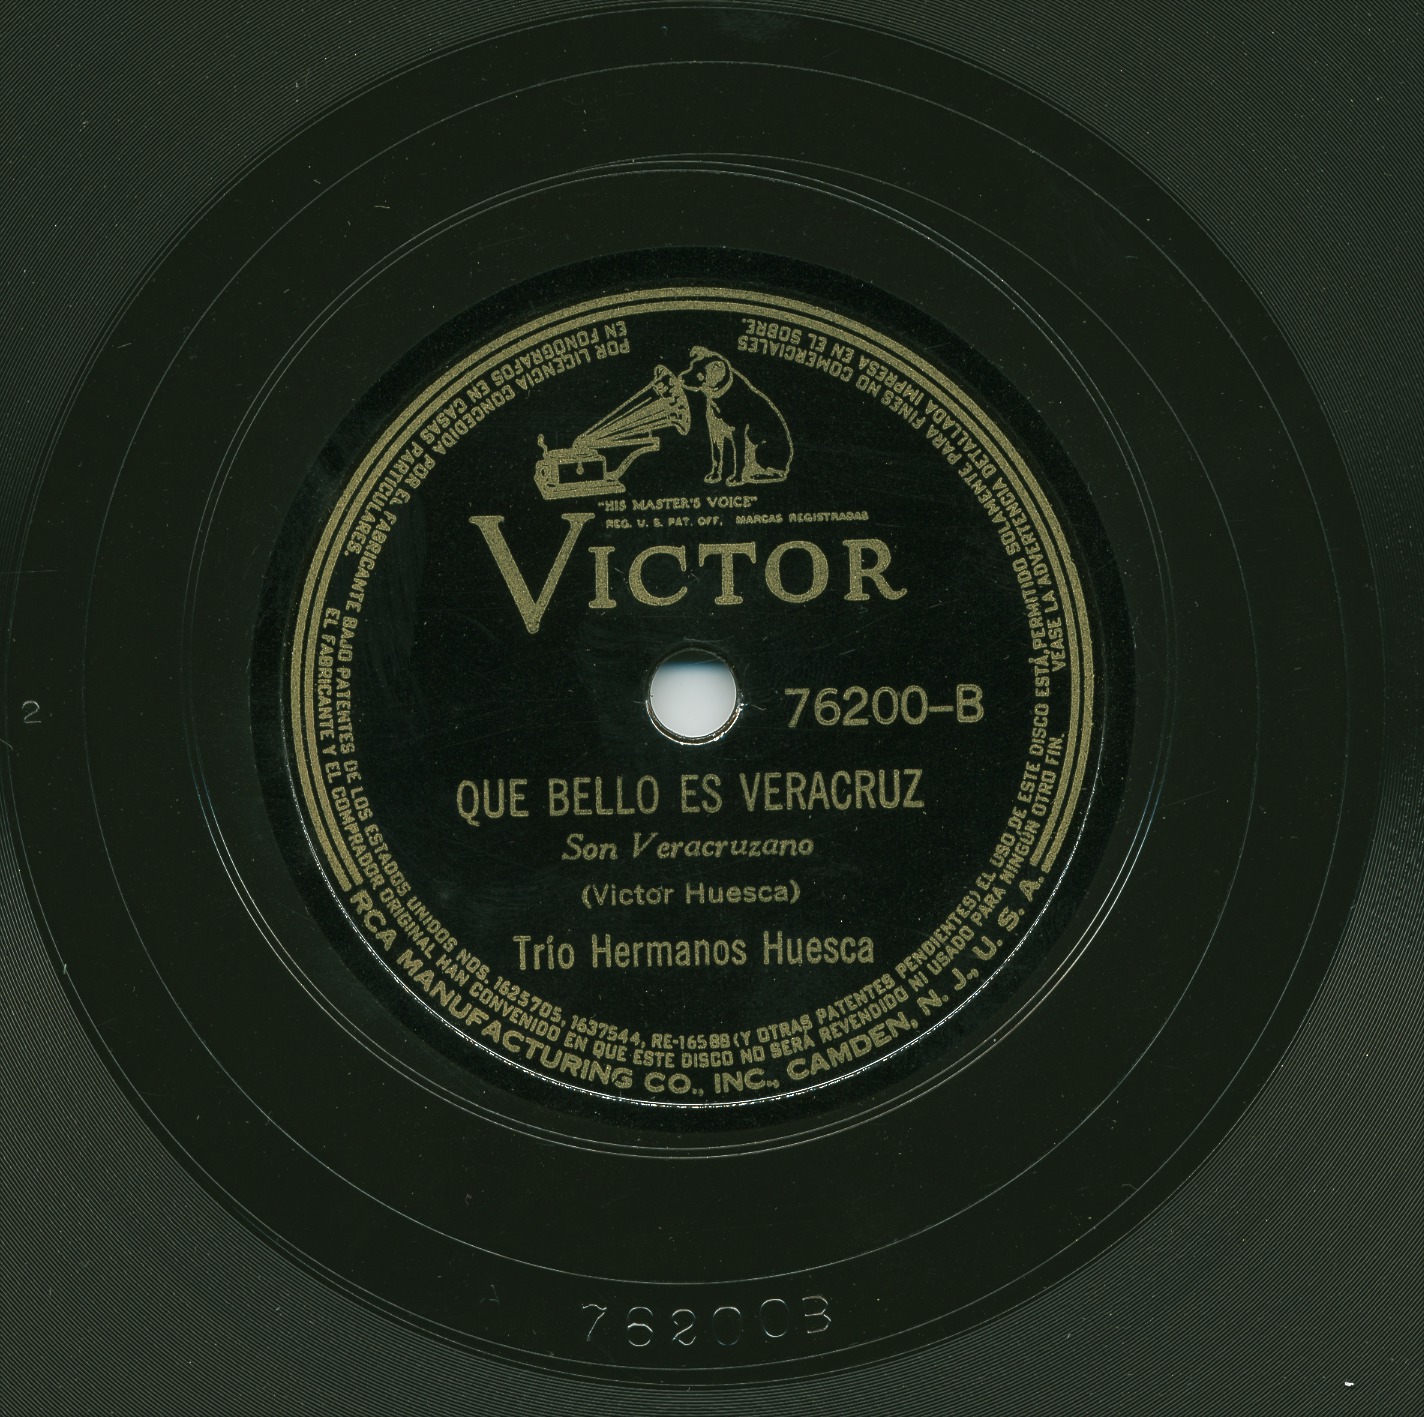 "HIS MASTER'S VOICE"
REG. U. S. PAT. OFF. MARCAS REGISTRADAS
VICTOR
76200-B
QUE BELLO ES VERACRUZ
Son Veracruzano
(Victor Huesca)
Trío Hermanos Huesca
POR LICENCIA CONCEDIDA POR EL FABRICANTE BAJO PATENTES DE LOS ESTADOS UNIDOS NOS. 1625705, 1637544, RE-16588 (Y OTRAS PATENTES PENDIENTES) EL USO DE ESTE DISCO ESTÁ PERMITIDO SOLAMENTE PARA FINES NO COMERCIALES
EN FONOGRAFOS EN CASAS PARTICULARES. EL FABRICANTE Y EL COMPRADOR ORIGINAL HAN CONVENIDO EN QUE ESTE DISCO NO SERÁ REVENDIDO NI USADO PARA NINGÚN OTRO FIN. VEASE LA ADVERTENCIA DETALLADA IMPRESA EN EL SOBRE.
RCA MANUFACTURING CO., INC., CAMDEN, N. J., U. S. A.
2
76200B